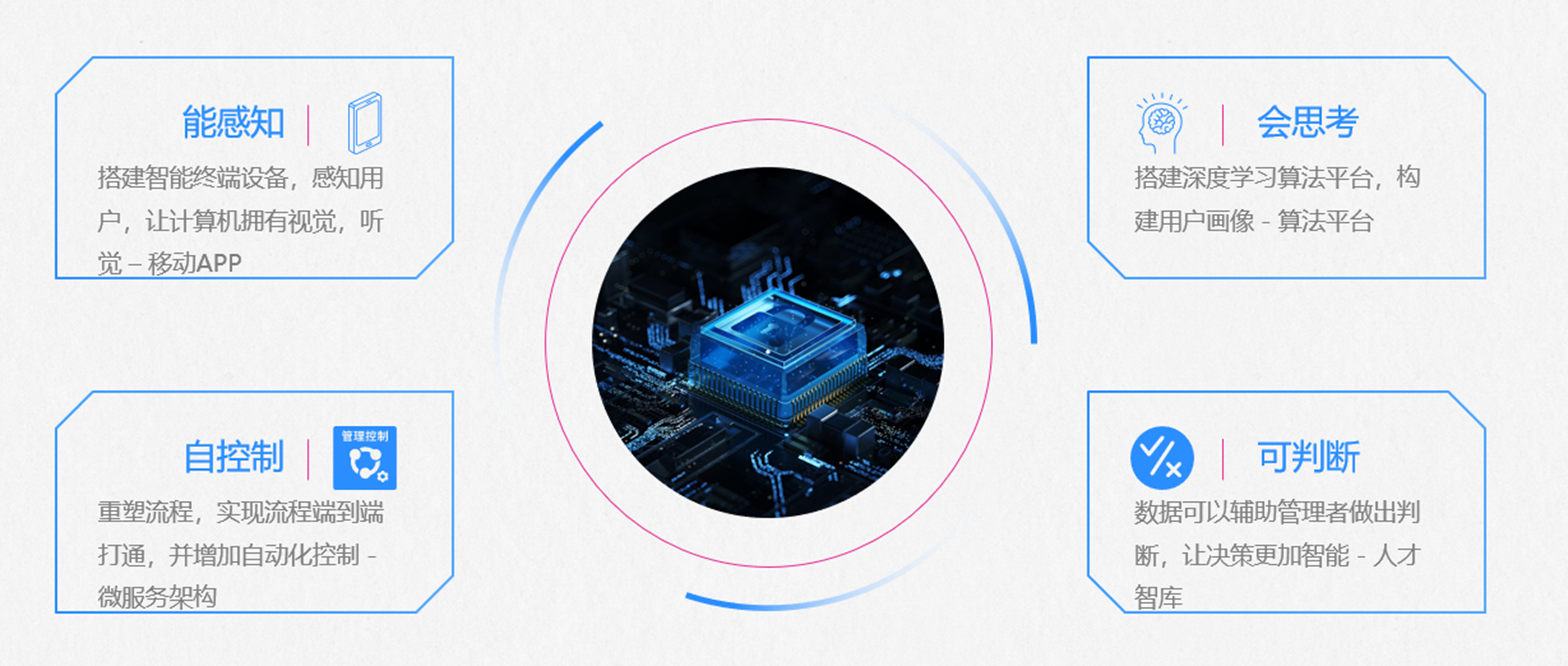 能感知
搭建智能终端设备，感知用
户，让计算机拥有视觉，听
觉 – 移动APP
会思考
搭建深度学习算法平台，构
建用户画像 - 算法平台
自控制
管理控制
重塑流程，实现流程端到端
打通，并增加自动化控制 -
微服务架构
可判断
数据可以辅助管理者做出判
断，让决策更加智能 - 人才
智库